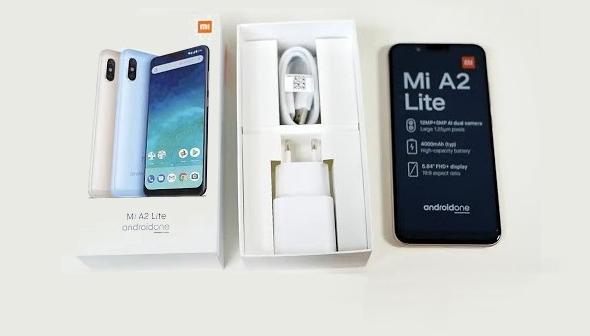 mi
Mi A2 Lite
androidone
mi
Mi A2
Lite
12MP+5MP AI dual camera
Large 1.25μm pixels
4000mAh (typ)
High-capacity battery
5.84" FHD+ display
19:9 aspect ratio
androidone